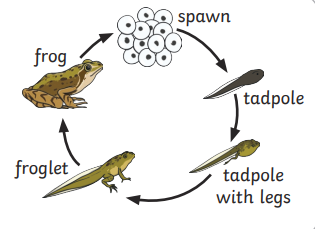 spawn
frog
tadpole
froglet
tadpole
with legs